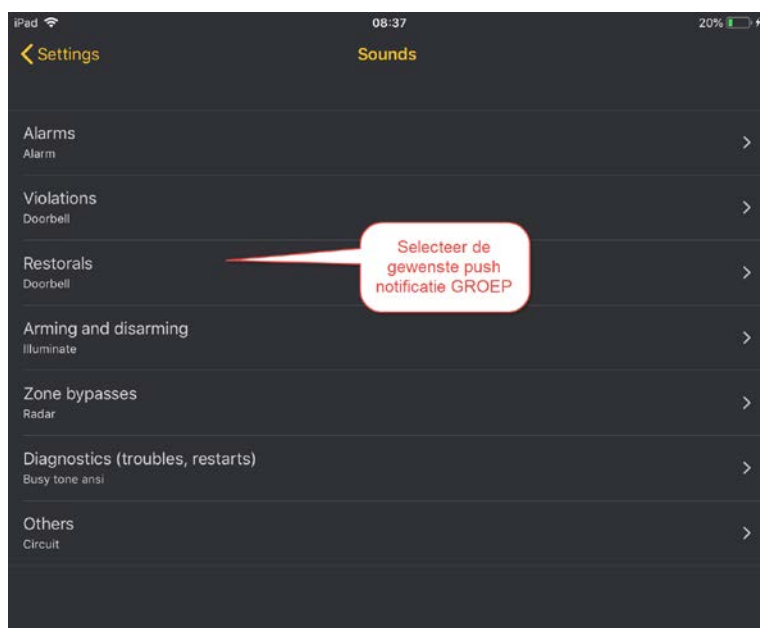 iPad 08:37 20%
Settings Sounds
Alarms
Alarm
Violations
Doorbell
Restorals
Doorbell
Selecteer de
gewenste push
notificatie GROEP
Arming and disarming
Illuminate
Zone bypasses
Radar
Diagnostics (troubles, restarts)
Busy tone ansi
Others
Circuit